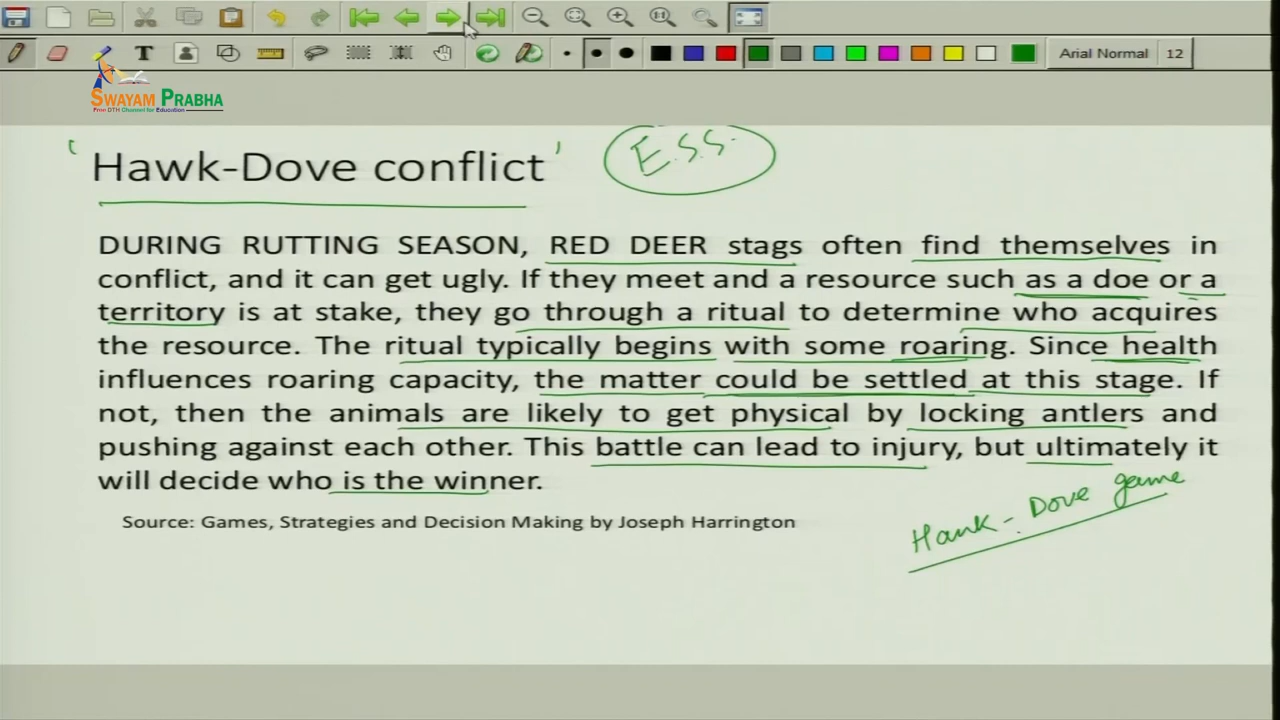 Arial Normal 12
SWAYAM PRABHA
Free DTH Channel for Education
'Hawk-Dove conflict' E.S.S.
DURING RUTTING SEASON, RED DEER stags often find themselves in
conflict, and it can get ugly. If they meet and a resource such as a doe or a
territory is at stake, they go through a ritual to determine who acquires
the resource. The ritual typically begins with some roaring. Since health
influences roaring capacity, the matter could be settled at this stage. If
not, then the animals are likely to get physical by locking antlers and
pushing against each other. This battle can lead to injury, but ultimately it
will decide who is the winner.
Source: Games, Strategies and Decision Making by Joseph Harrington
Hawk-Dove game